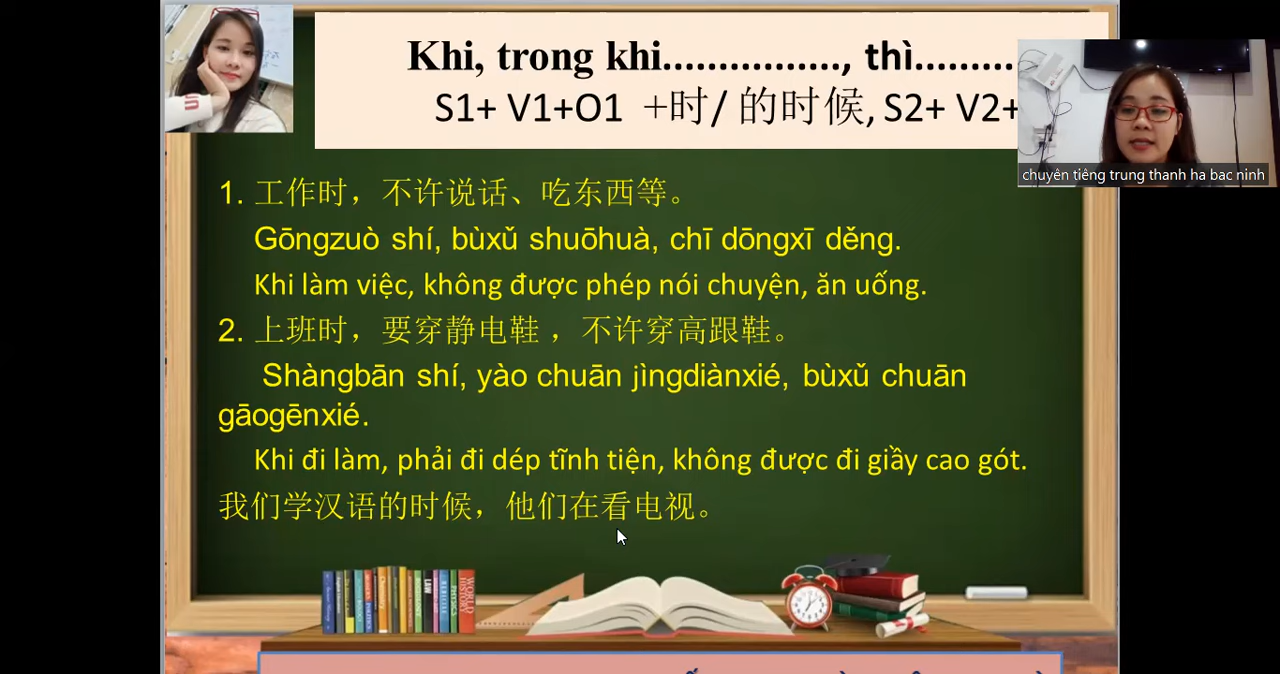 Khi, trong khi................, thì.........
S1+ V1+O1 +时/ 的时候, S2+ V2+
chuyên tiêng trung thanh ha bac ninh
1. 工作时，不许说话、吃东西等。
Gōngzuò shí, bùxǔ shuōhuà, chī dōngxī děng.
Khi làm việc, không được phép nói chuyện, ăn uống.
2. 上班时，要穿静电鞋 ，不许穿高跟鞋。
Shàngbān shí, yào chuān jìngdiànxié, bùxǔ chuān
gāogēnxié.
Khi đi làm, phải đi dép tĩnh tiện, không được đi giầy cao gót.
我们学汉语的时候，他们在看电视。
LAW
PHYSICS
WORLD HISTORY